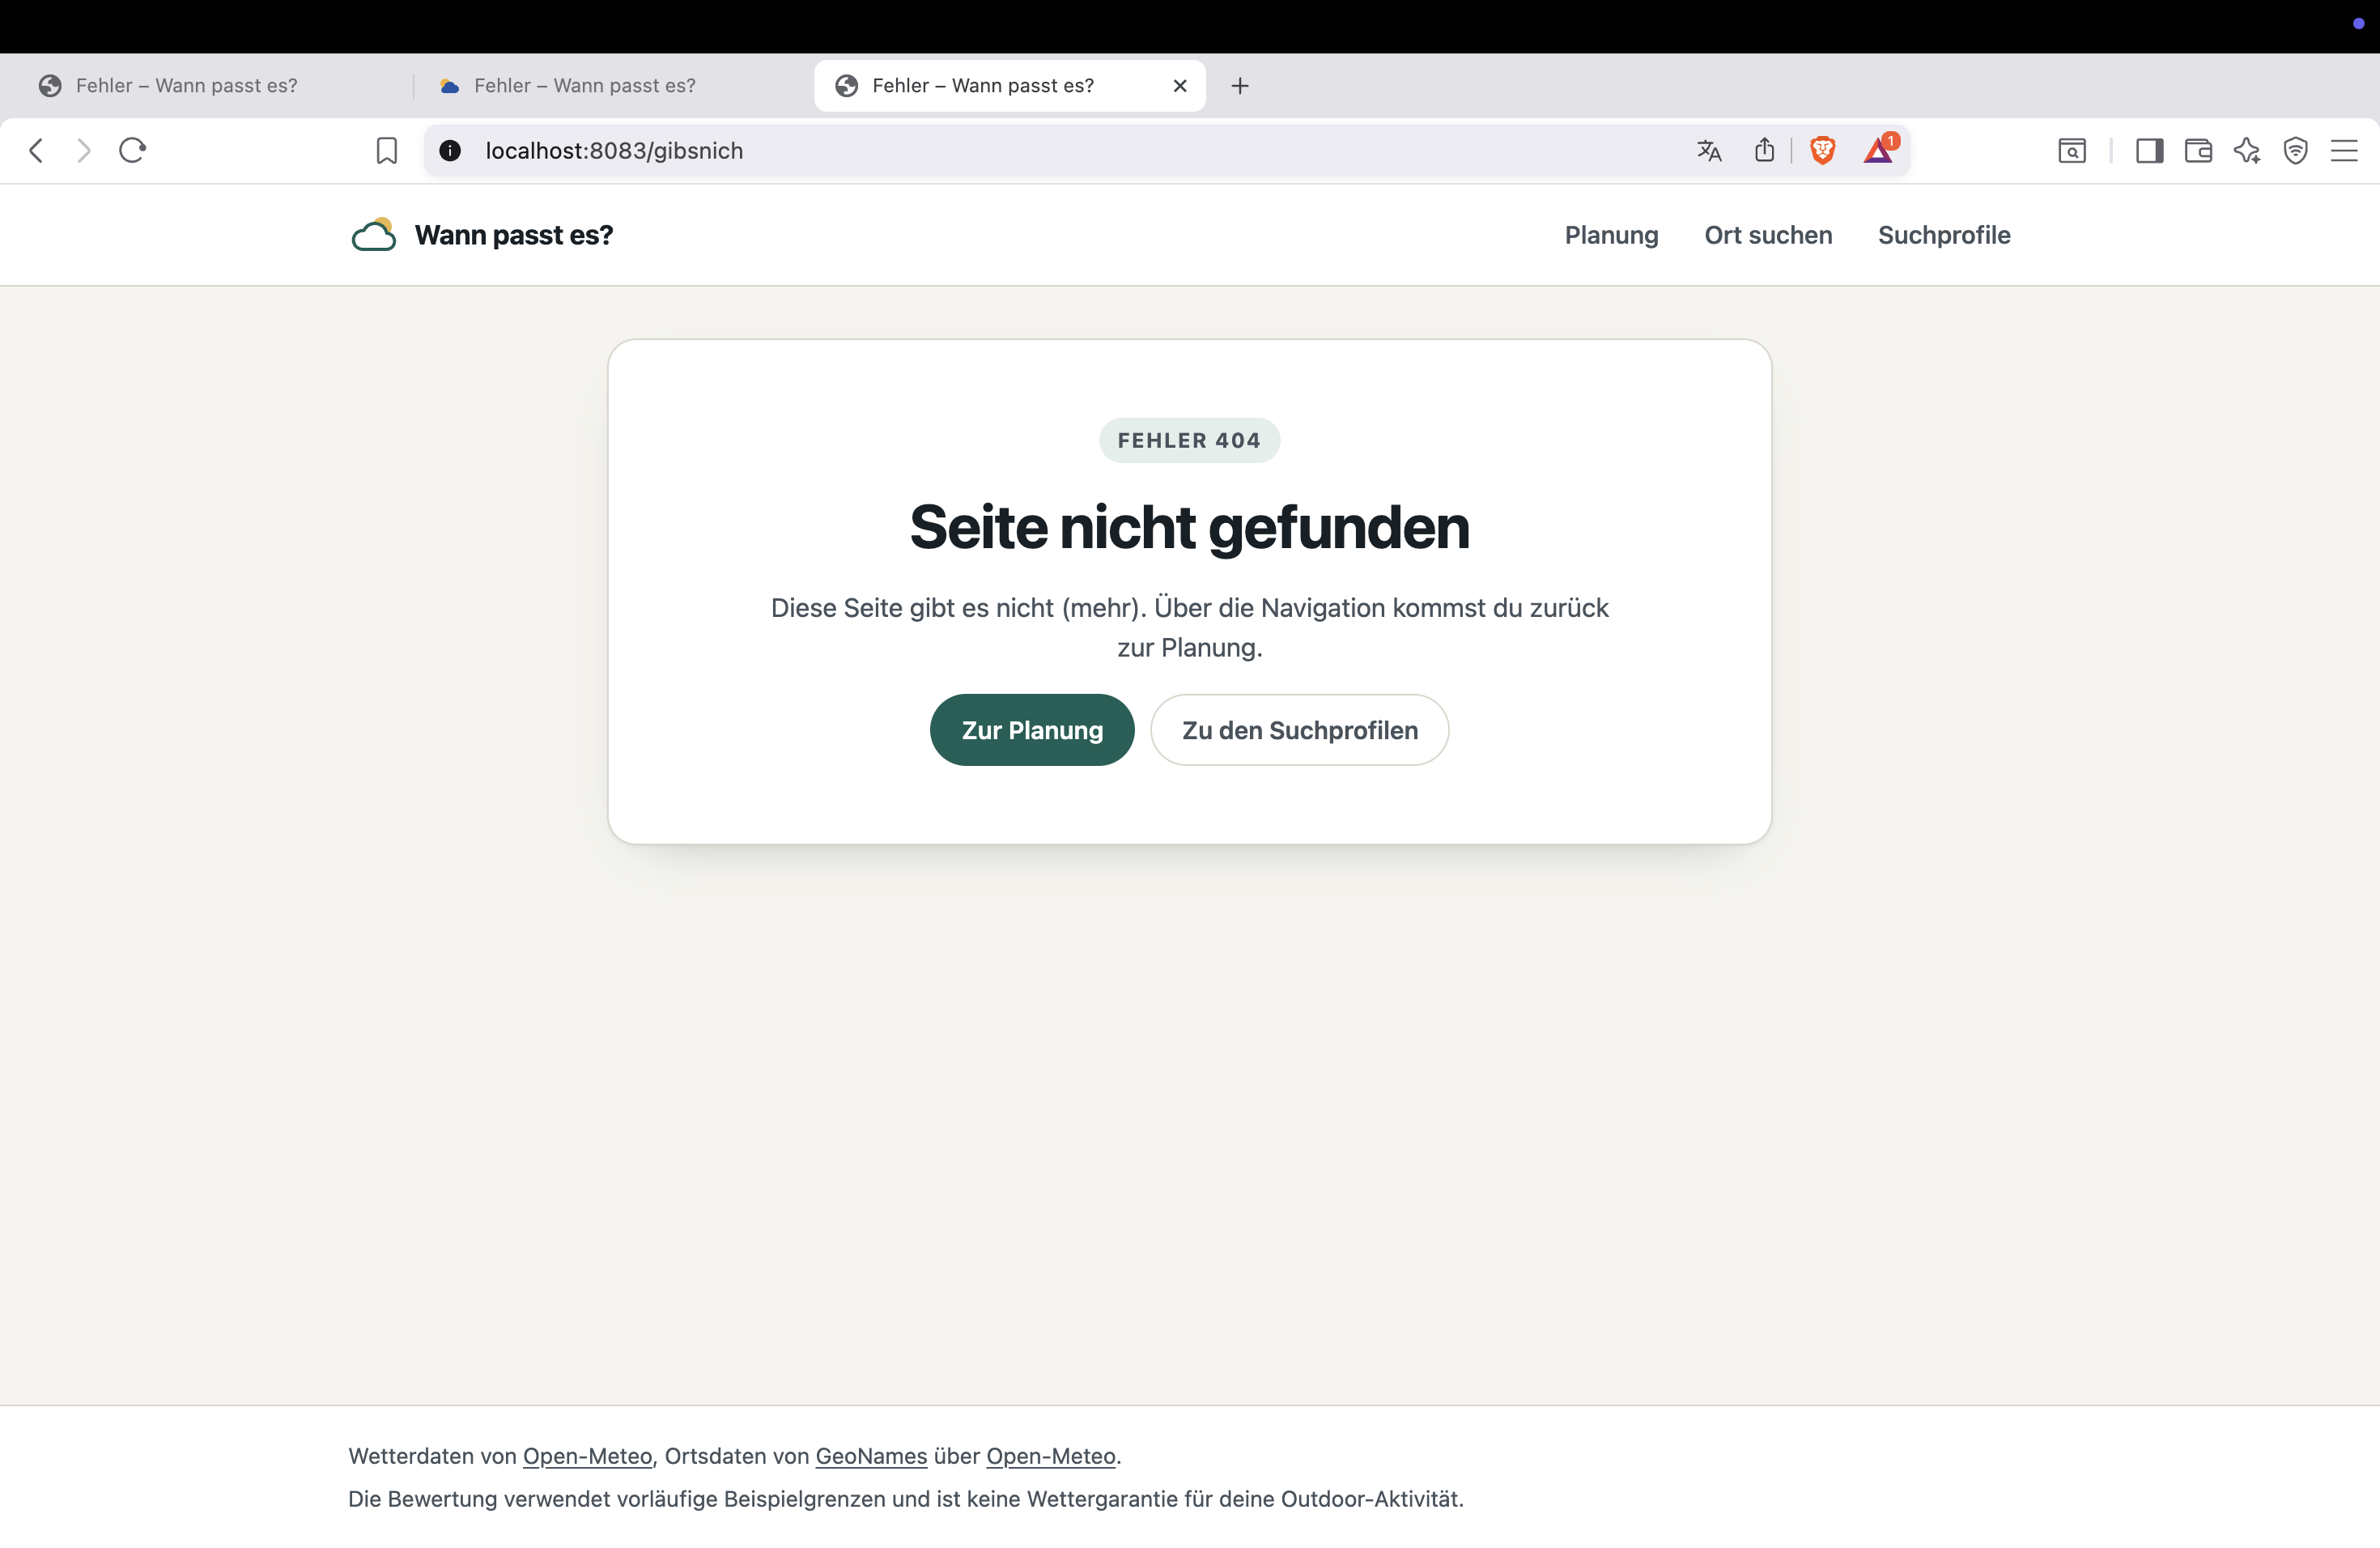 Fehler – Wann passt es?
Fehler – Wann passt es?
Fehler – Wann passt es?
localhost:8083/gibsnich
1
Wann passt es?
Planung
Ort suchen
Suchprofile
FEHLER 404
Seite nicht gefunden
Diese Seite gibt es nicht (mehr). Über die Navigation kommst du zurück
zur Planung.
Zur Planung
Zu den Suchprofilen
Wetterdaten von Open-Meteo, Ortsdaten von GeoNames über Open-Meteo.
Die Bewertung verwendet vorläufige Beispielgrenzen und ist keine Wettergarantie für deine Outdoor-Aktivität.